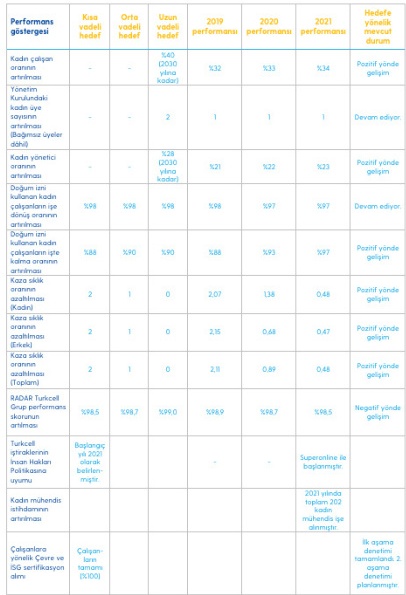 Performans göstergesi | Kısa vadeli hedef | Orta vadeli hedef | Uzun vadeli hedef | 2019 performansı | 2020 performansı | 2021 performansı | Hedefe yönelik mevcut durum
Kadın çalışan oranının artırılması | - | - | %40 (2030 yılına kadar) | %32 | %33 | %34 | Pozitif yönde gelişim
Yönetim Kurulundaki kadın üye sayısının artırılması (Bağımsız üyeler dâhil) | - | - | 2 | 1 | 1 | 1 | Devam ediyor.
Kadın yönetici oranının artırılması | - | - | %28 (2030 yılına kadar) | %21 | %22 | %23 | Pozitif yönde gelişim
Doğum izni kullanan kadın çalışanların işe dönüş oranının artırılması | %98 | %98 | %98 | %98 | %97 | %97 | Devam ediyor.
Doğum izni kullanan kadın çalışanların işte kalma oranının artırılması | %88 | %90 | %90 | %88 | %93 | %97 | Pozitif yönde gelişim
Kaza sıklık oranının azaltılması (Kadın) | 2 | 1 | 0 | 2,07 | 1,38 | 0,48 | Pozitif yönde gelişim
Kaza sıklık oranının azaltılması (Erkek) | 2 | 1 | 0 | 2,15 | 0,68 | 0,47 | Pozitif yönde gelişim
Kaza sıklık oranının azaltılması (Toplam) | 2 | 1 | 0 | 2,11 | 0,89 | 0,48 | Pozitif yönde gelişim
RADAR Turkcell Grup performans skorunun artılması | %98,5 | %98,7 | %99,0 | %98,9 | %98,7 | %98,5 | Negatif yönde gelişim
Turkcell iştiraklerinin İnsan Hakları Politikasına uyumu | Başlangıç yılı 2021 olarak belirlenmiştir. | - | - | Superonline ile başlanmıştır.
Kadın mühendis istihdamının artırılması | 2021 yılında toplam 202 kadın mühendis işe alınmıştır.
Çalışanlara yönelik Çevre ve ISG sertifikasyon alımı | Çalışanların tamamı (%100) | İlk aşama denetimi tamamlandı. 2. aşama denetimi planlanmıştır.